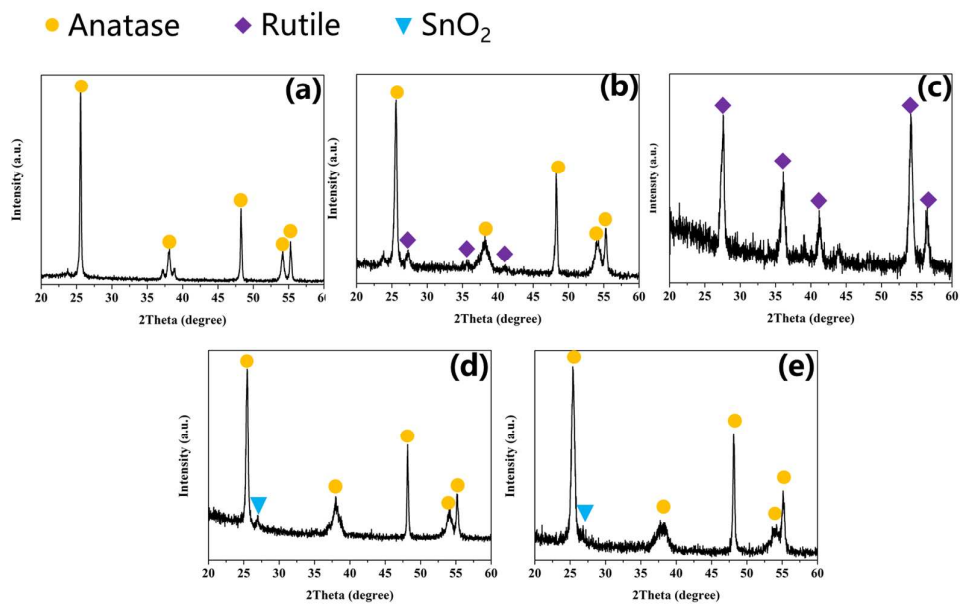 Anatase Rutile SnO₂
(a)
Intensity (a.u.)
20 25 30 35 40 45 50 55 60
2Theta (degree)
(b)
Intensity (a.u.)
20 25 30 35 40 45 50 55 60
2Theta (degree)
(c)
Intensity (a.u.)
20 25 30 35 40 45 50 55 60
2Theta (degree)
(d)
Intensity (a.u.)
20 25 30 35 40 45 50 55 60
2Theta (degree)
(e)
Intensity (a.u.)
20 25 30 35 40 45 50 55 60
2Theta (degree)